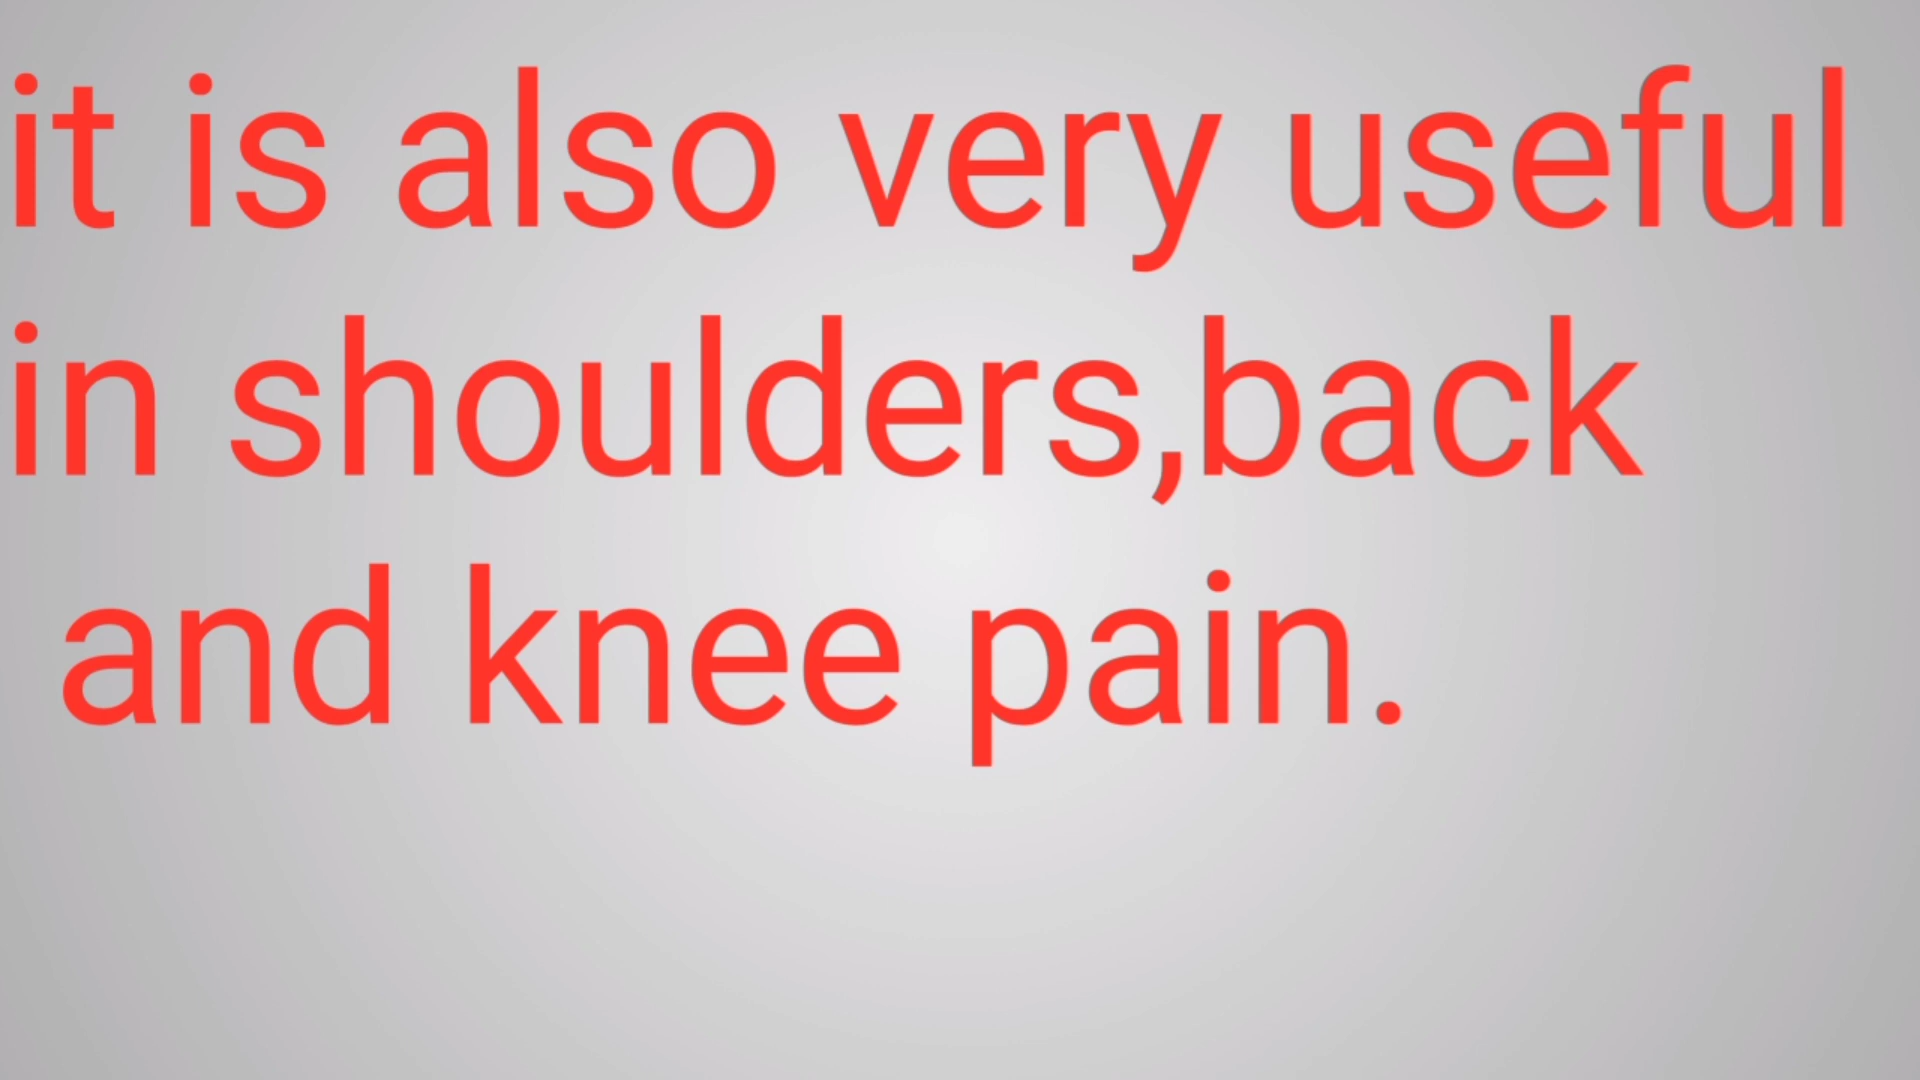 it is also very useful
in shoulders,back
and knee pain.